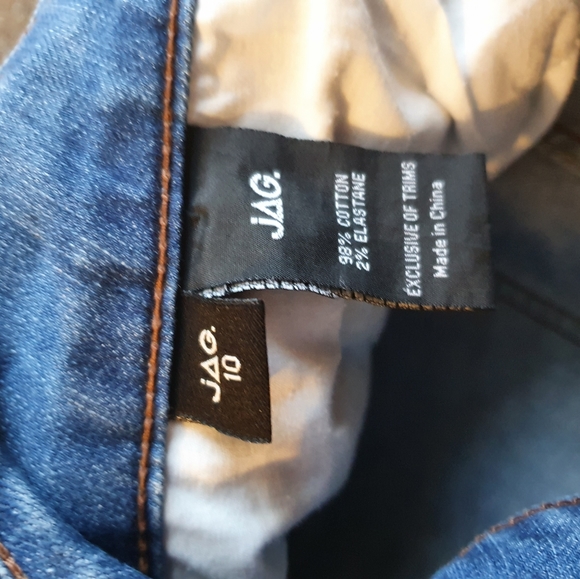 JAG.
98% COTTON
2% ELASTANE
EXCLUSIVE OF TRIMS
Made in China
JAG.
10